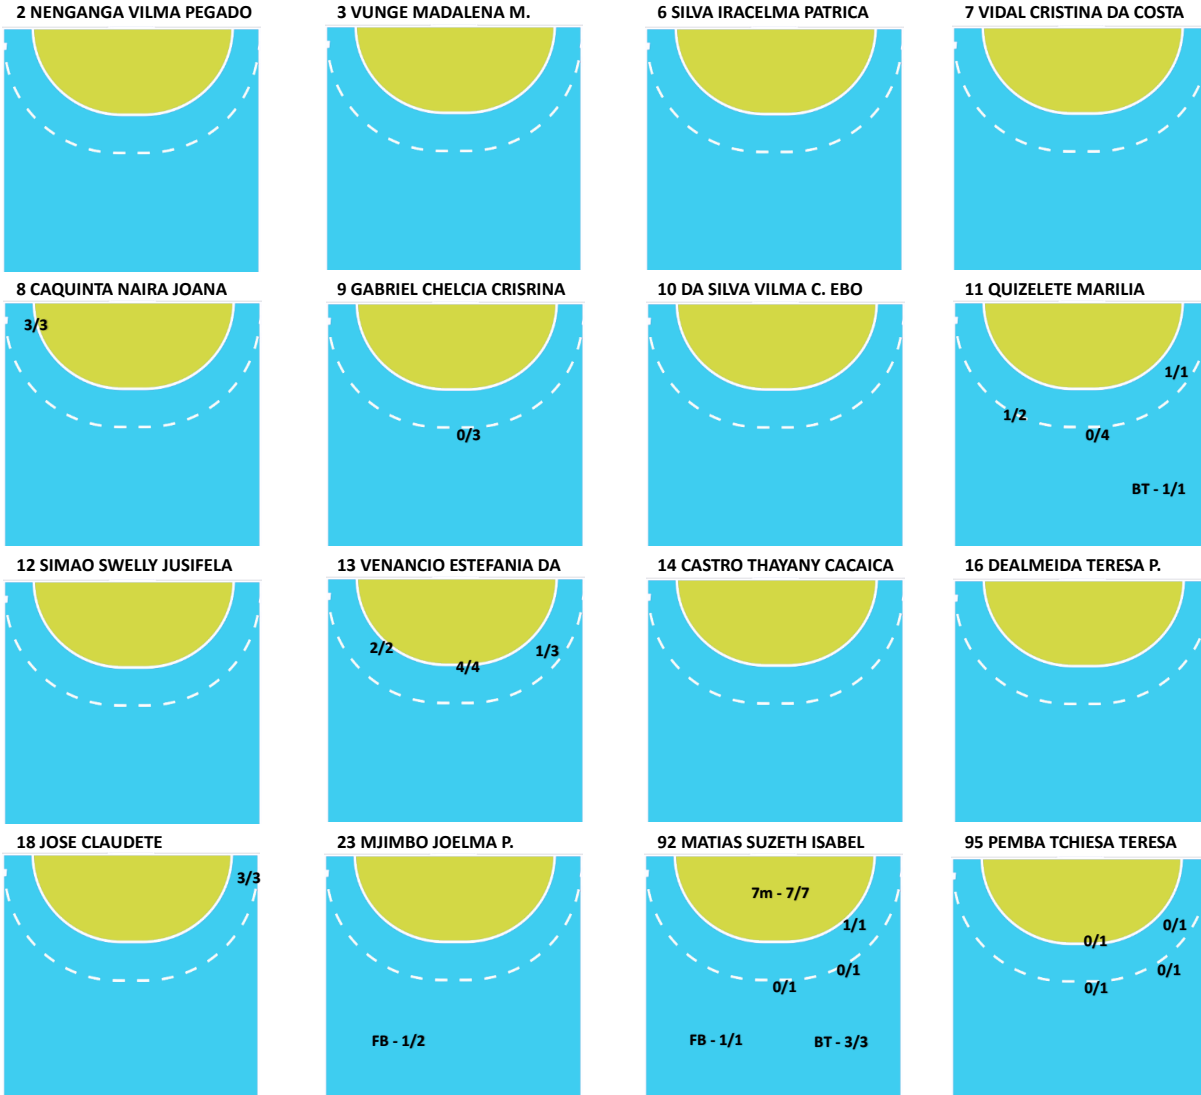 2 NENGANGA VILMA PEGADO
3 VUNGE MADALENA M.
6 SILVA IRACELMA PATRICA
7 VIDAL CRISTINA DA COSTA
8 CAQUINTA NAIRA JOANA
3/3
9 GABRIEL CHELCIA CRISRINA
0/3
10 DA SILVA VILMA C. EBO
11 QUIZELETE MARILIA
1/1
1/2
0/4
BT - 1/1
12 SIMAO SWELLY JUSIFELA
13 VENANCIO ESTEFANIA DA
2/2
4/4
1/3
14 CASTRO THAYANY CACAICA
16 DEALMEIDA TERESA P.
18 JOSE CLAUDETE
3/3
23 MJIMBO JOELMA P.
FB - 1/2
92 MATIAS SUZETH ISABEL
7m - 7/7
1/1
0/1
0/1
FB - 1/1
BT - 3/3
95 PEMBA TCHIESA TERESA
0/1
0/1
0/1
0/1